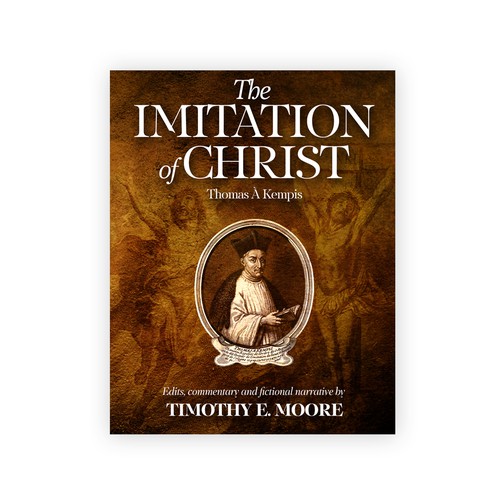 The
IMITATION
of CHRIST
Thomas À Kempis
Edits, commentary and fictional narrative by
TIMOTHY E. MOORE